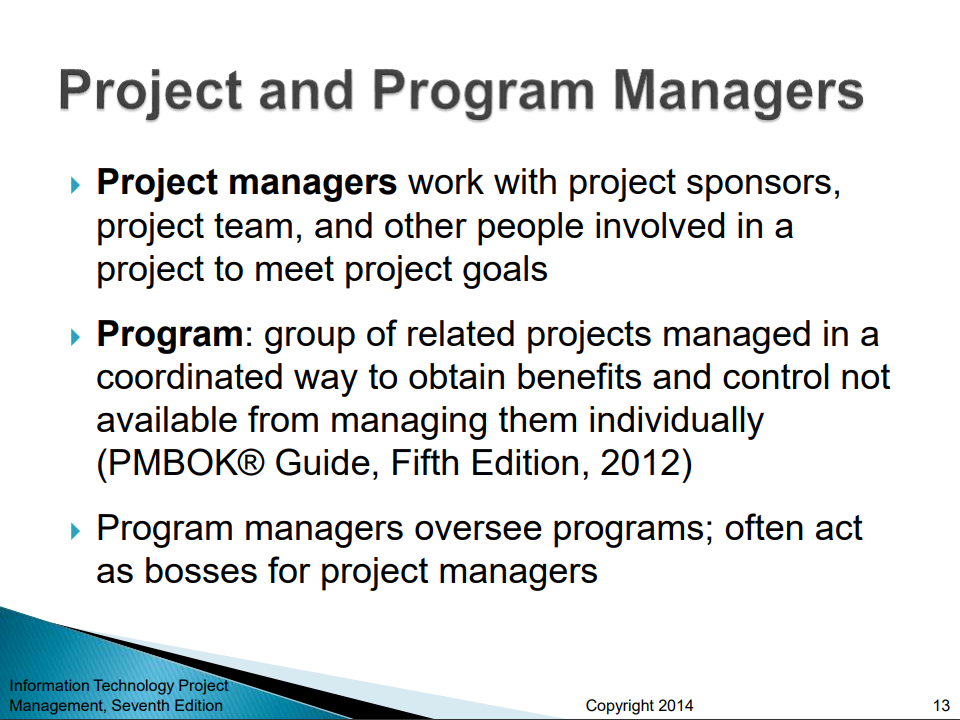 Project and Program Managers
Project managers work with project sponsors,
project team, and other people involved in a
project to meet project goals
Program: group of related projects managed in a
coordinated way to obtain benefits and control not
available from managing them individually
(PMBOK® Guide, Fifth Edition, 2012)
Program managers oversee programs; often act
as bosses for project managers
Information Technology Project
Management, Seventh Edition
Copyright 2014
13